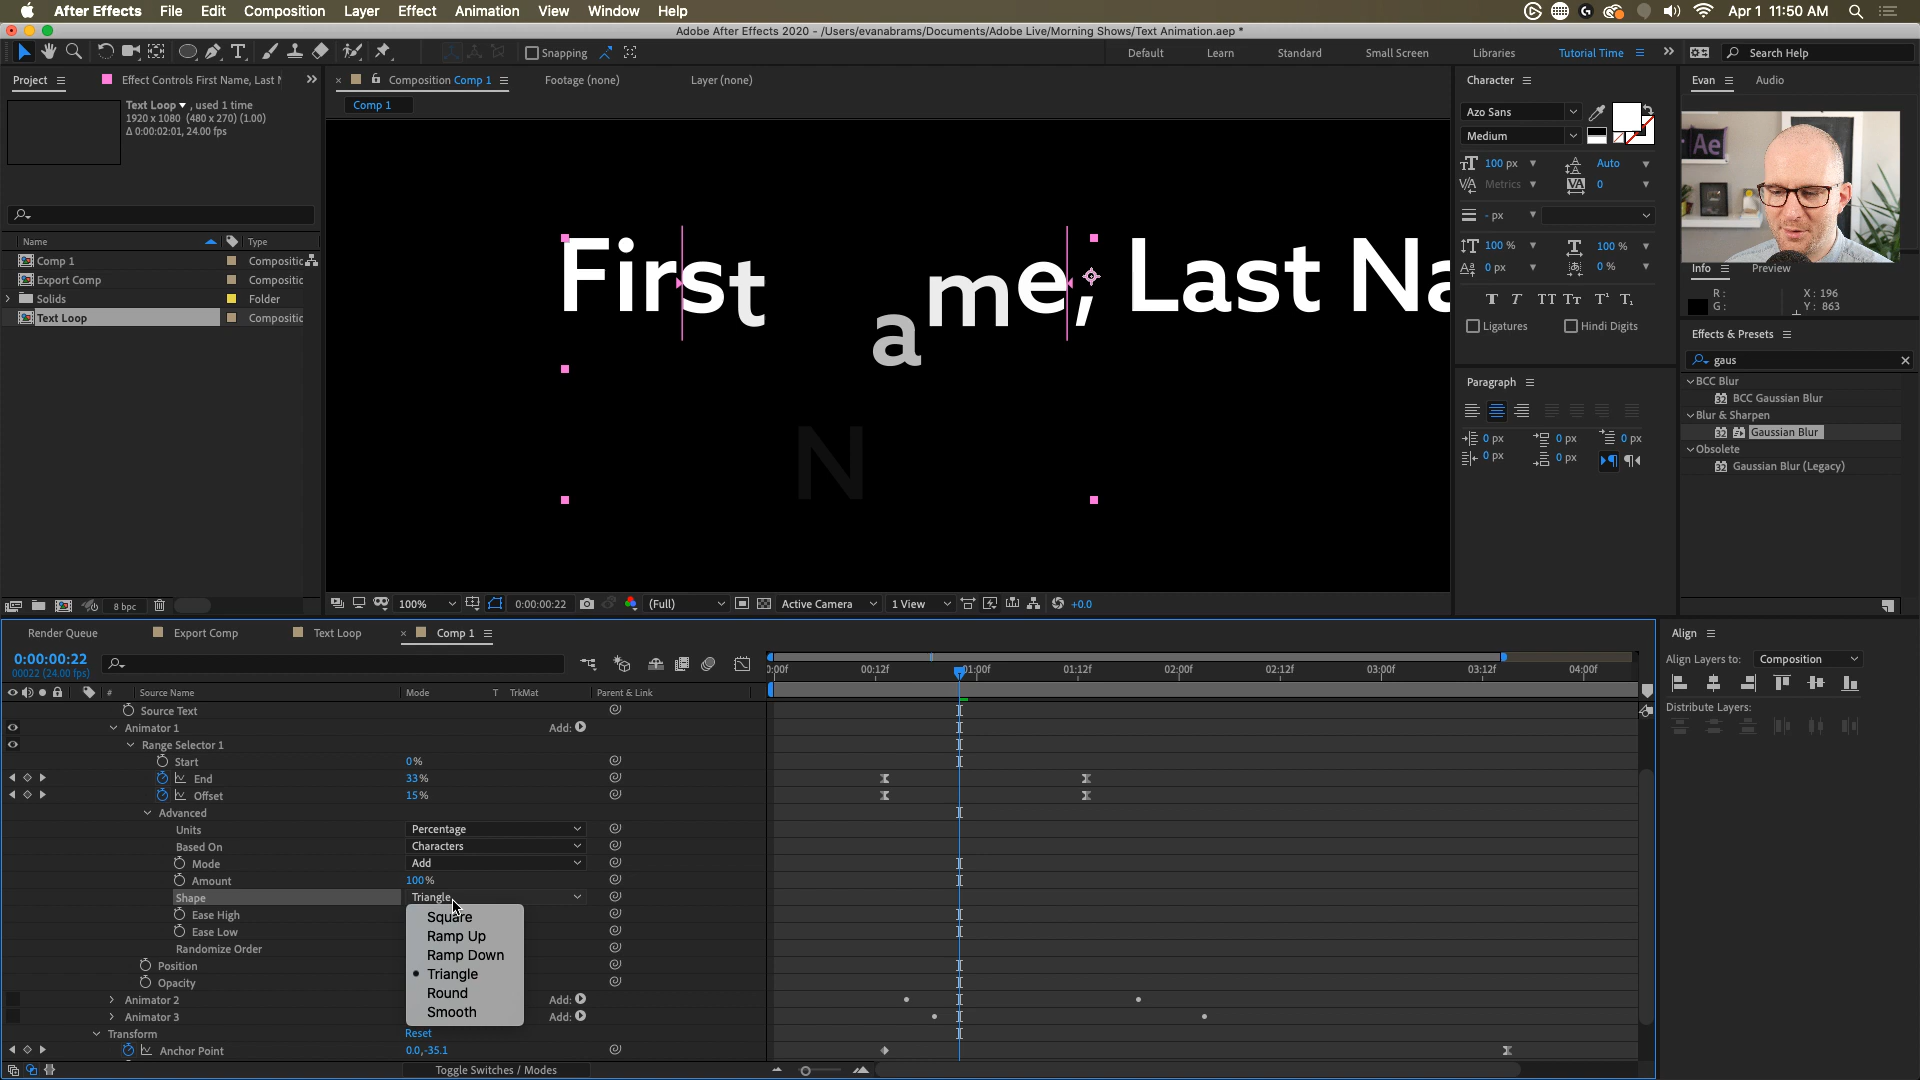 After Effects File Edit Composition Layer Effect Animation View Window Help
Apr 1 11:50 AM
Adobe After Effects 2020 - /Users/evanabrams/Documents/Adobe Live/Morning Shows/Text Animation.aep *
Snapping
Default Learn Standard Small Screen Libraries Tutorial Time Search Help
Project
Effect Controls First Name, Last N
Composition Comp 1
Footage (none)
Layer (none)
Comp 1
Text Loop , used 1 time
1920 x 1080 (480 x 270) (1.00)
Δ 0:00:02:01, 24.00 fps
Name Type
Comp 1 Compositic
Export Comp Compositic
Solids Folder
Text Loop Compositic
8 bpc
First Name, Last Na
100% 0:00:00:22 (Full) Active Camera 1 View +0.0
Character
Azo Sans
Medium
100 px Auto
Metrics 0
- px
100 % 100 %
0 px 0 %
Ligatures Hindi Digits
Paragraph
0 px 0 px 0 px
0 px 0 px
Evan Audio
Ae
Info Preview
R: X: 196
G: Y: 863
Effects & Presets
gaus
BCC Blur
BCC Gaussian Blur
Blur & Sharpen
Gaussian Blur
Obsolete
Gaussian Blur (Legacy)
Render Queue Export Comp Text Loop Comp 1
0:00:00:22
00022 (24.00 fps)
# Source Name Mode T TrkMat Parent & Link
:00f 00:12f 01:00f 01:12f 02:00f 02:12f 03:00f 03:12f 04:00f
Source Text
Animator 1 Add:
Range Selector 1
Start 0%
End 33%
Offset 15%
Advanced
Units Percentage
Based On Characters
Mode Add
Amount 100%
Shape Triangle
Ease High
Ease Low
Randomize Order
Position
Opacity
Square
Ramp Up
Ramp Down
Triangle
Round
Smooth
Animator 2 Add:
Animator 3 Add:
Transform Reset
Anchor Point 0.0,-35.1
Toggle Switches / Modes
Align
Align Layers to: Composition
Distribute Layers: